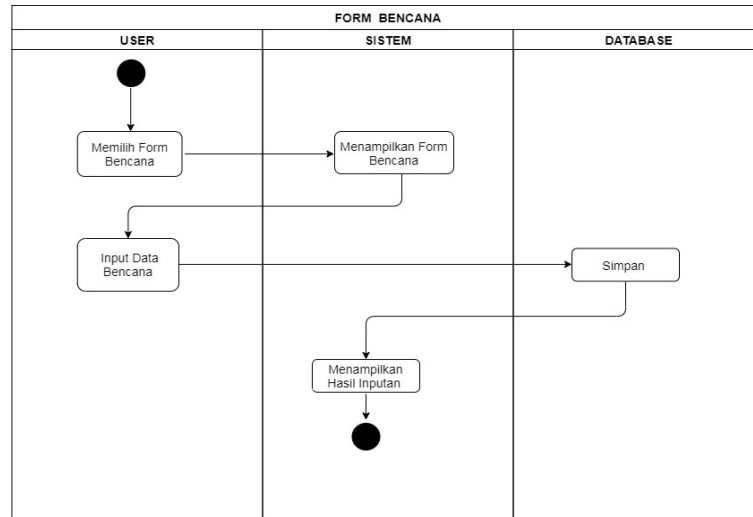 FORM BENCANA
USER
SISTEM
DATABASE
Memilih Form
Bencana
Menampilkan Form
Bencana
Input Data
Bencana
Simpan
Menampilkan
Hasil Inputan